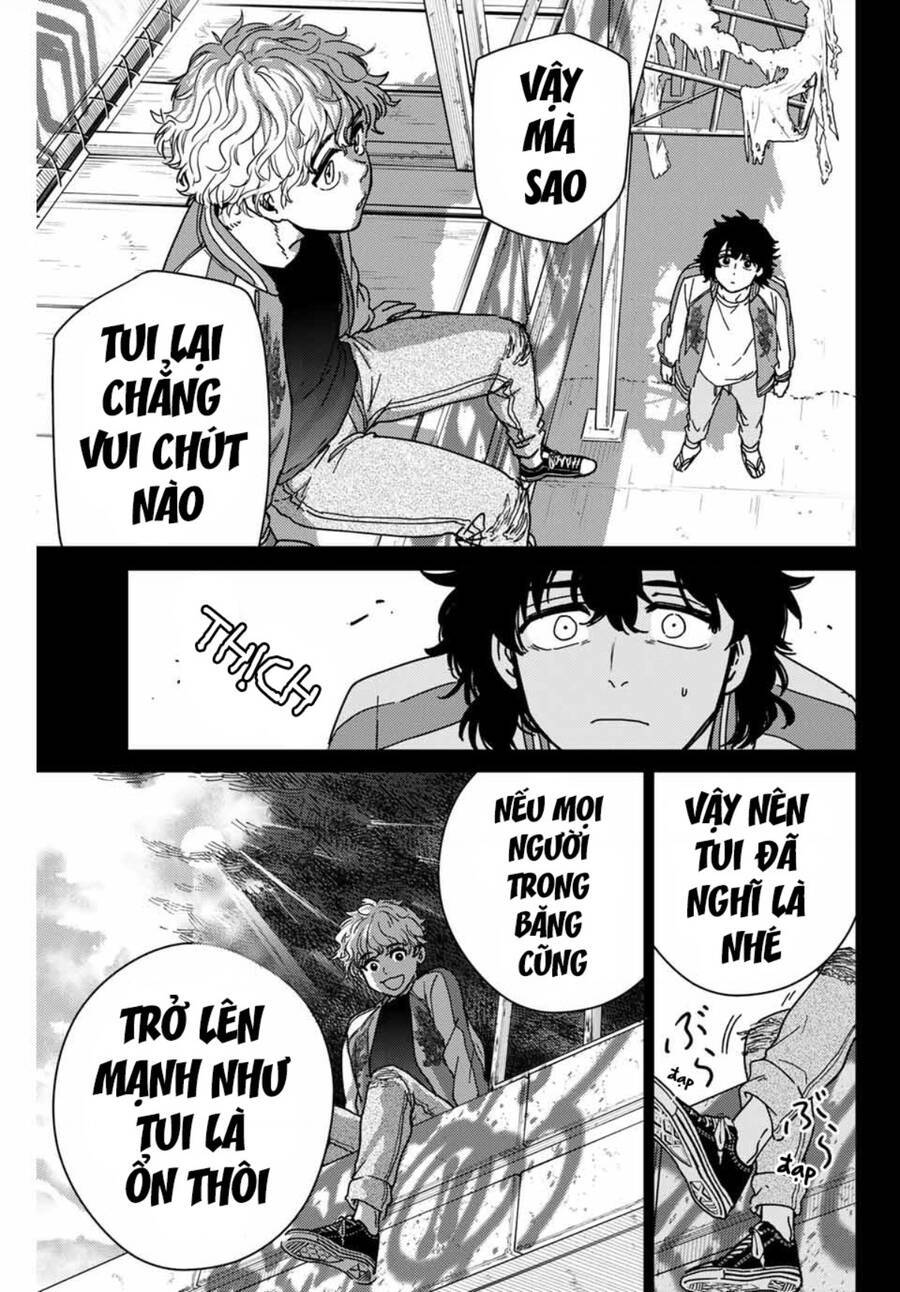 VẬY
MÀ
SAO
TUI LẠI
CHẲNG
VUI CHÚT
NÀO
THỊCH
VẬY NÊN
TUI ĐÃ
NGHĨ LÀ
NHÉ
NẾU MỌI
NGƯỜI
TRONG
BĂNG
CŨNG
TRỞ LÊN
MẠNH NHƯ
TUI LÀ
ỔN THÔI
ぶら
đạp
ぶら
đạp